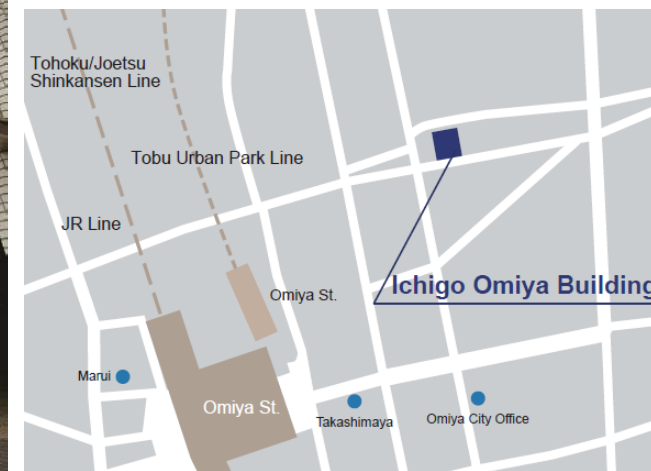 Tohoku/Joetsu
Shinkansen Line
Tobu Urban Park Line
JR Line
Omiya St.
Ichigo Omiya Building
Marui
Omiya St.
Takashimaya
Omiya City Office